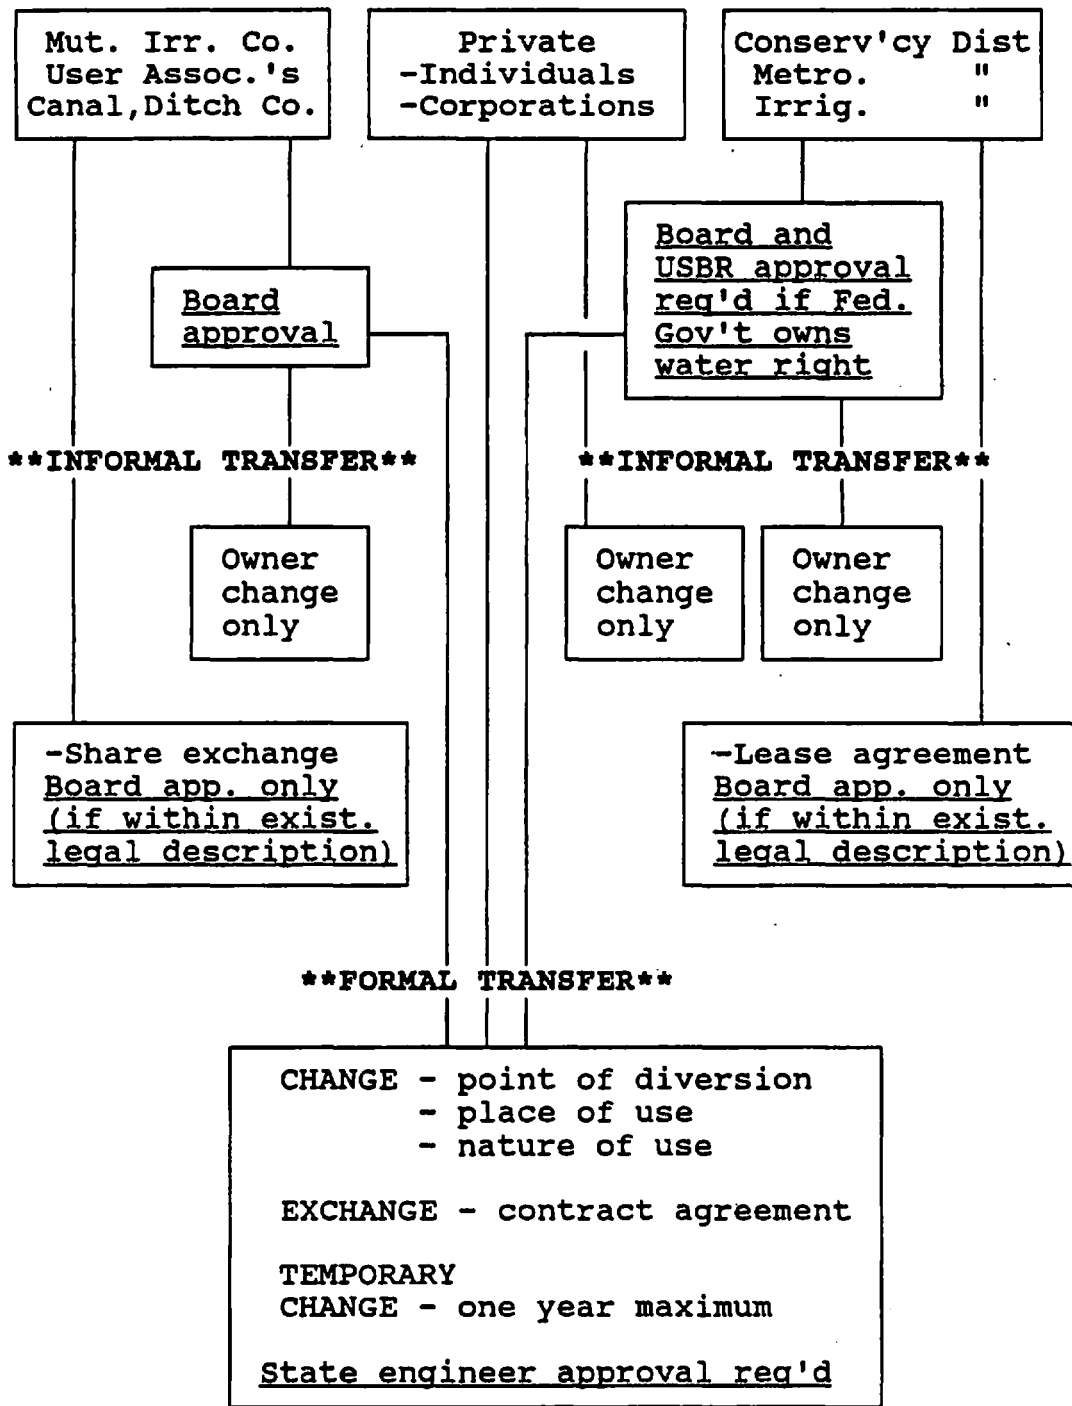 Mut. Irr. Co.
User Assoc.'s
Canal,Ditch Co.
Private
-Individuals
-Corporations
Conserv'cy Dist
Metro. "
Irrig. "
Board and
USBR approval
req'd if Fed.
Gov't owns
water right
Board
approval
**INFORMAL TRANSFER**
**INFORMAL TRANSFER**
Owner
change
only
Owner
change
only
Owner
change
only
-Share exchange
Board app. only
(if within exist.
legal description)
-Lease agreement
Board app. only
(if within exist.
legal description)
**FORMAL TRANSFER**
CHANGE - point of diversion
- place of use
- nature of use
EXCHANGE - contract agreement
TEMPORARY
CHANGE - one year maximum
State engineer approval req'd